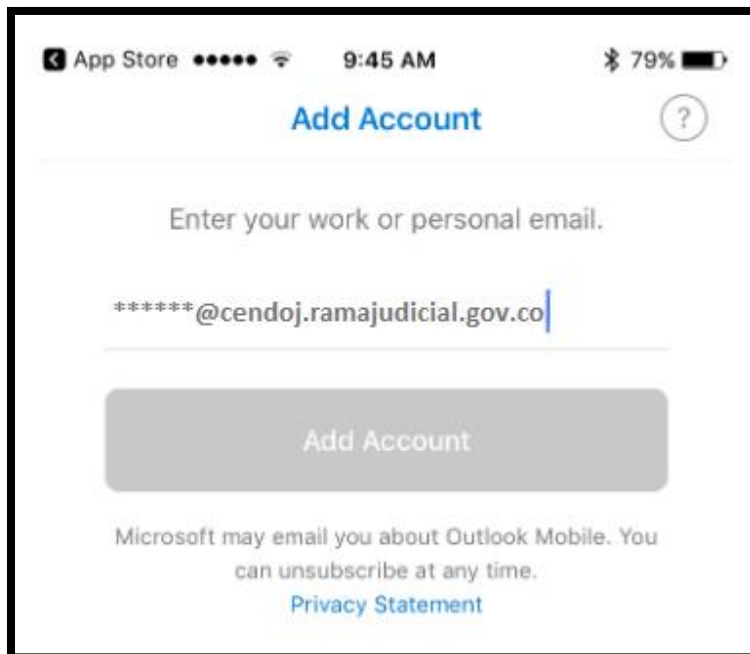 App Store 9:45 AM 79%
Add Account ?
Enter your work or personal email.
******@cendoj.ramajudicial.gov.co
Add Account
Microsoft may email you about Outlook Mobile. You
can unsubscribe at any time.
Privacy Statement